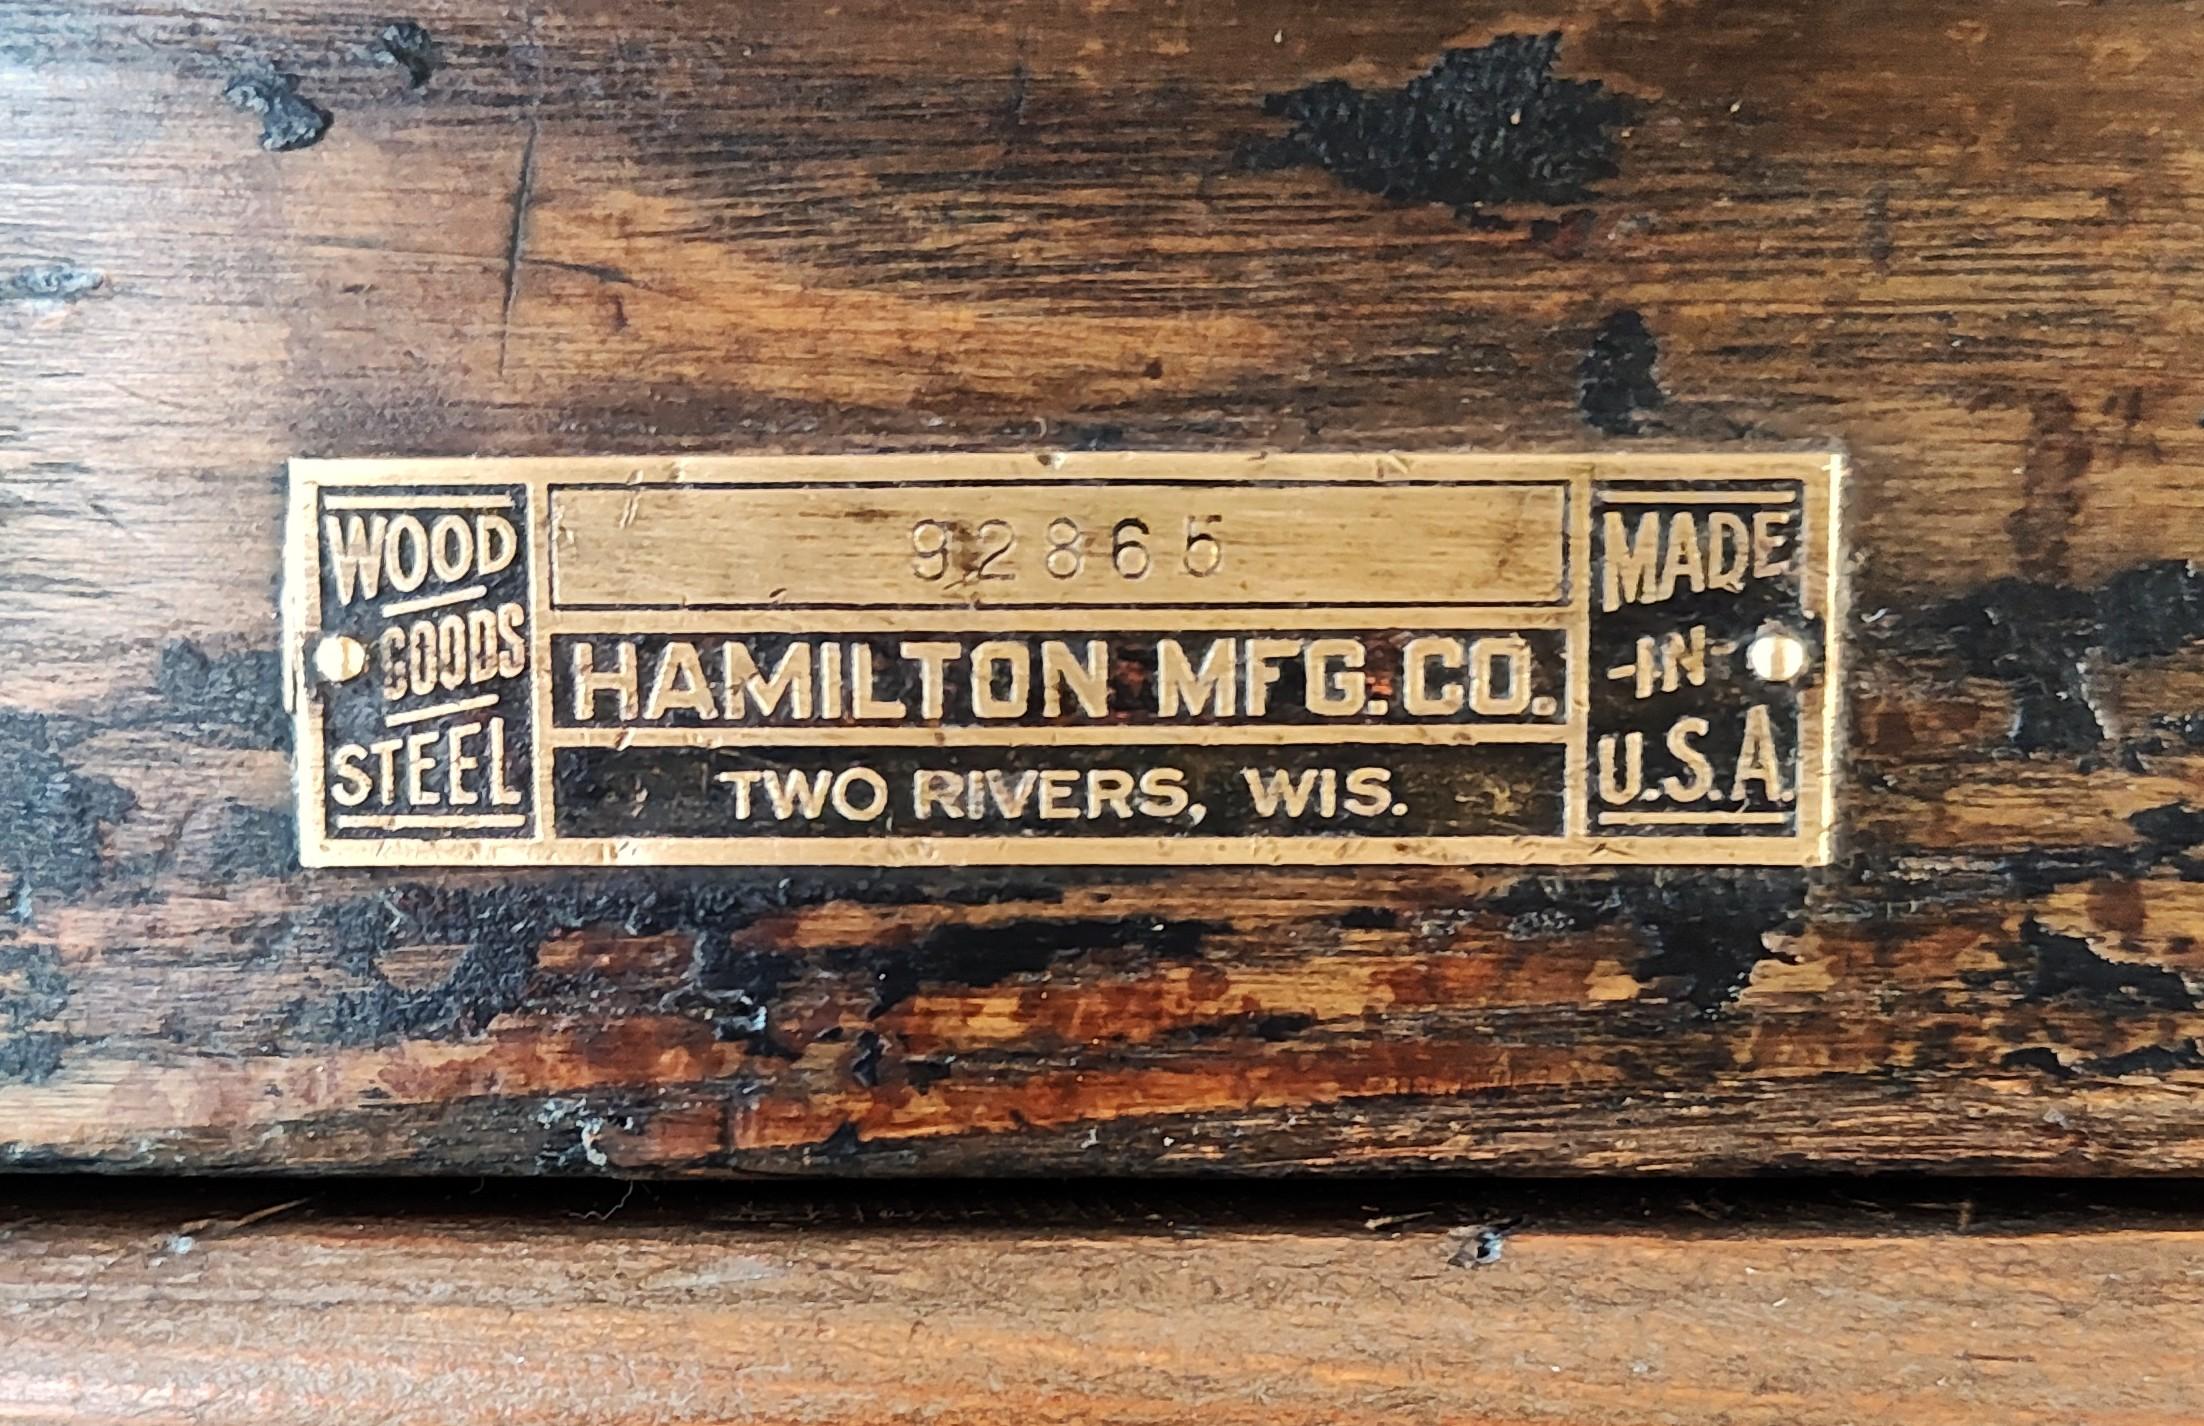 WOOD
GOODS
STEEL
92865
HAMILTON MFG. CO.
TWO RIVERS, WIS.
MADE
-IN-
U.S.A.